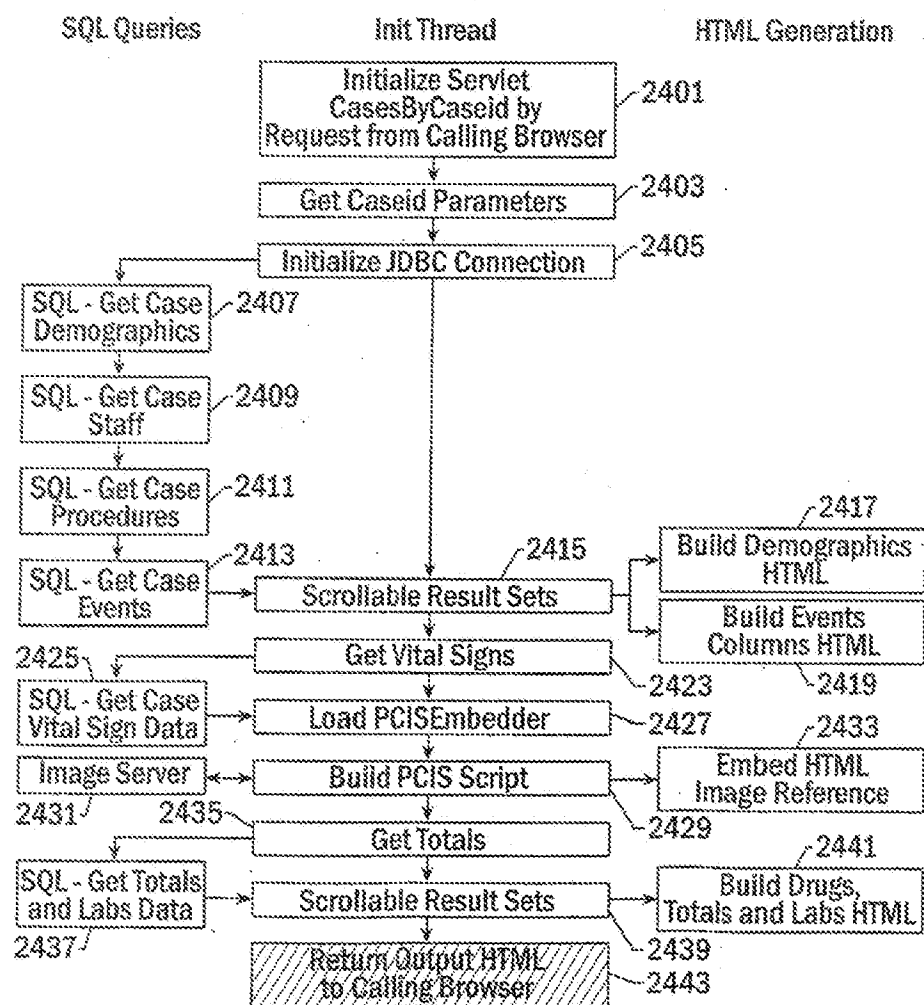 SQL Queries
Init Thread
HTML Generation
Initialize Servlet
CasesByCaseid by
Request from Calling Browser
2401
Get Caseid Parameters
2403
Initialize JDBC Connection
2405
SQL - Get Case
Demographics
2407
SQL - Get Case
Staff
2409
SQL - Get Case
Procedures
2411
SQL - Get Case
Events
2413
Scrollable Result Sets
2415
Build Demographics
HTML
2417
Build Events
Columns HTML
2419
Get Vital Signs
2423
2425
SQL - Get Case
Vital Sign Data
Load PCISEmbedder
2427
Image Server
2431
Build PCIS Script
2429
2433
Embed HTML
Image Reference
2435
Get Totals
SQL - Get Totals
and Labs Data
2437
Scrollable Result Sets
2439
2441
Build Drugs,
Totals and Labs HTML
Return Output HTML
to Calling Browser
2443